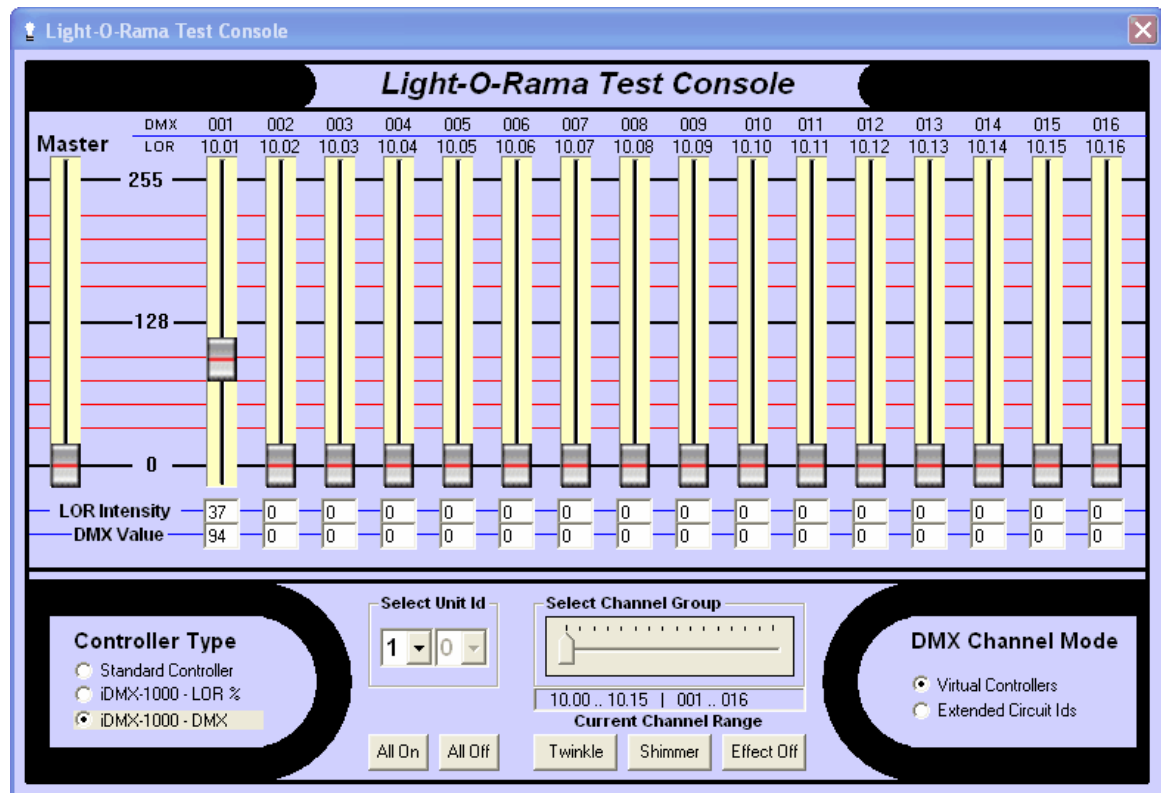 Light-O-Rama Test Console
Light-O-Rama Test Console
DMX 001 002 003 004 005 006 007 008 009 010 011 012 013 014 015 016
Master LOR 10.01 10.02 10.03 10.04 10.05 10.06 10.07 10.08 10.09 10.10 10.11 10.12 10.13 10.14 10.15 10.16
255
128
0
LOR Intensity 37 0 0 0 0 0 0 0 0 0 0 0 0 0 0 0
DMX Value 94 0 0 0 0 0 0 0 0 0 0 0 0 0 0 0
Controller Type
Standard Controller
iDMX-1000 - LOR %
iDMX-1000 - DMX
Select Unit Id
1 0
All On All Off
Select Channel Group
10.00 .. 10.15 | 001 .. 016
Current Channel Range
Twinkle Shimmer Effect Off
DMX Channel Mode
Virtual Controllers
Extended Circuit Ids